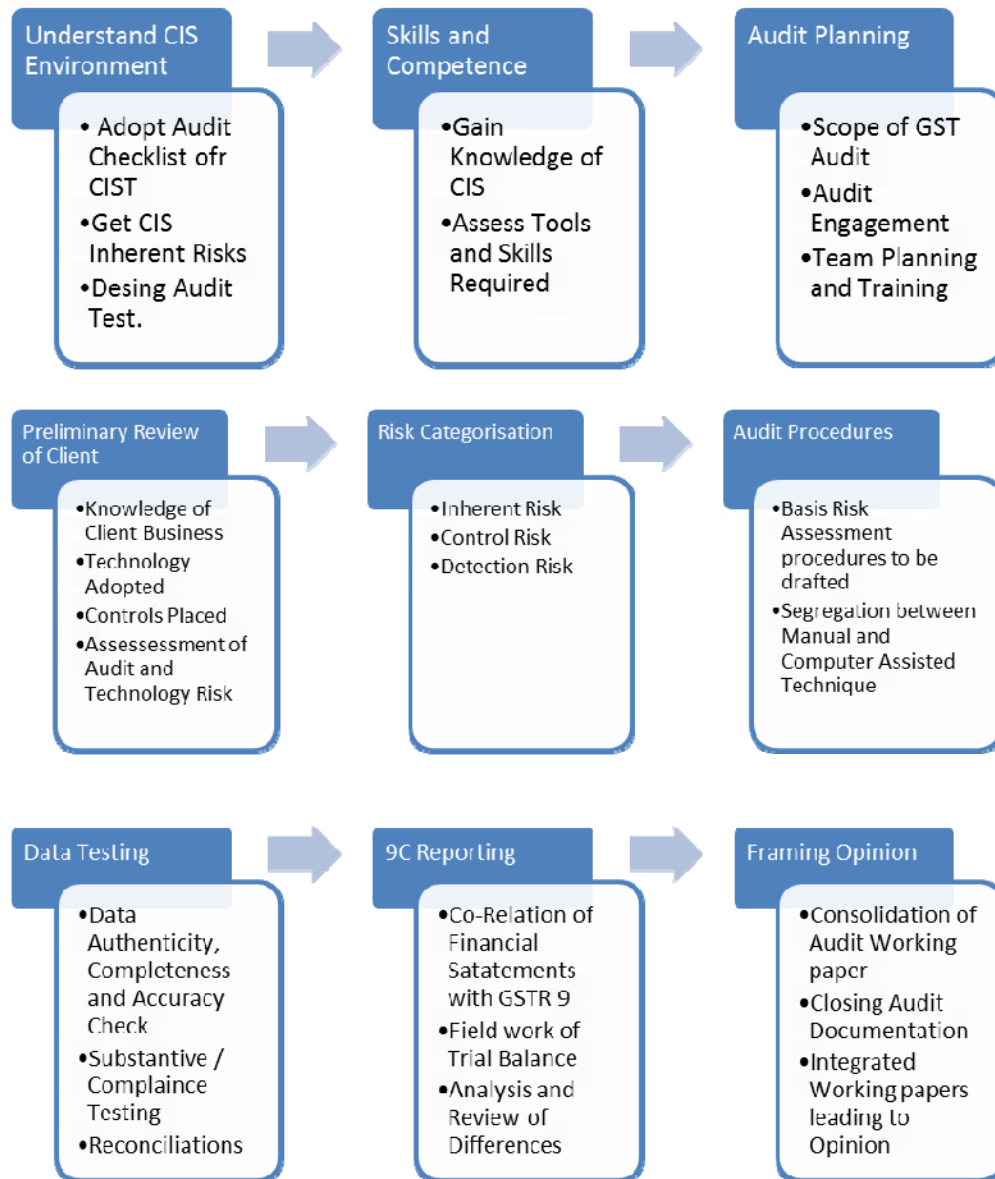 Understand CIS
Environment
• Adopt Audit
Checklist ofr
CIST
•Get CIS
Inherent Risks
•Desing Audit
Test.
Skills and
Competence
•Gain
Knowledge of
CIS
•Assess Tools
and Skills
Required
Audit Planning
•Scope of GST
Audit
•Audit
Engagement
•Team Planning
and Training
Preliminary Review
of Client
•Knowledge of
Client Business
•Technology
Adopted
•Controls Placed
•Assessessment of
Audit and
Technology Risk
Risk Categorisation
•Inherent Risk
•Control Risk
•Detection Risk
Audit Procedures
•Basis Risk
Assessment
procedures to be
drafted
•Segregation between
Manual and
Computer Assisted
Technique
Data Testing
•Data
Authenticity,
Completeness
and Accuracy
Check
•Substantive /
Complaince
Testing
•Reconciliations
9C Reporting
•Co-Relation of
Financial
Satatements
with GSTR 9
•Field work of
Trial Balance
•Analysis and
Review of
Differences
Framing Opinion
•Consolidation of
Audit Working
paper
•Closing Audit
Documentation
•Integrated
Working papers
leading to
Opinion